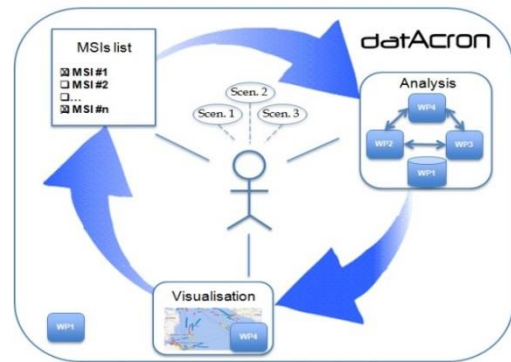 MSIs list
☒ MSI #1
☐ MSI #2
☐...
☒ MSI #n
datAcron
Scen. 1
Scen. 2
Scen. 3
Analysis
WP4
WP2
WP3
WP1
Visualisation
WP4
WP1